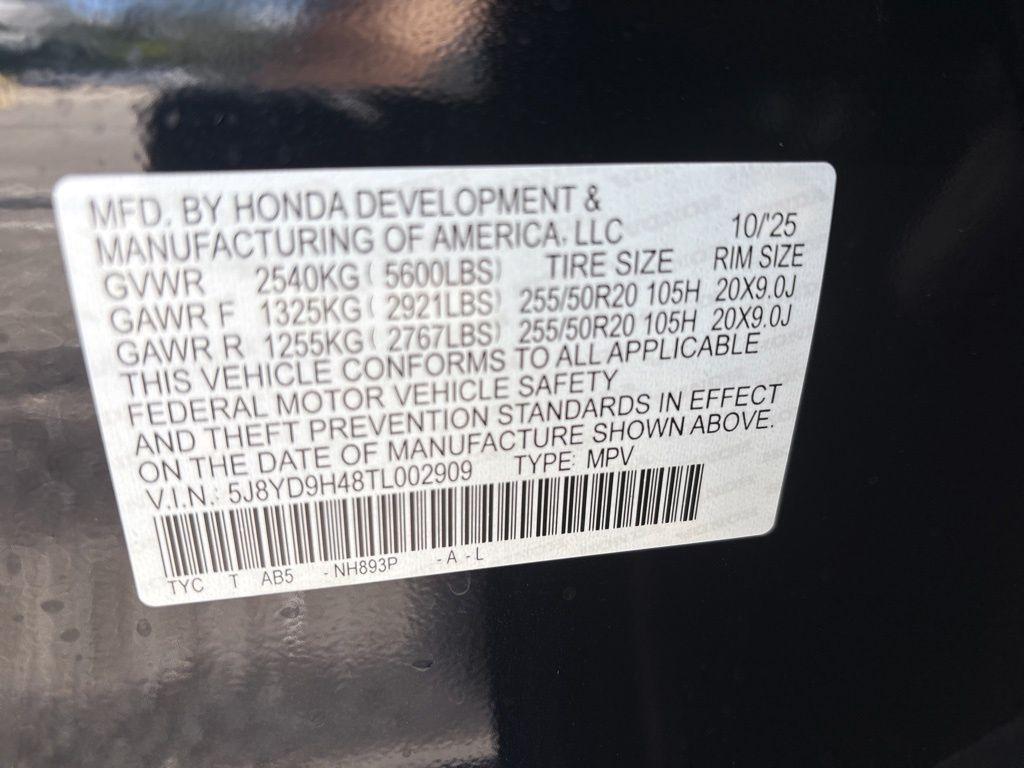 MFD. BY HONDA DEVELOPMENT &
MANUFACTURING OF AMERICA, LLC 10/'25
GVWR 2540KG ( 5600LBS) TIRE SIZE RIM SIZE
GAWR F 1325KG ( 2921LBS) 255/50R20 105H 20X9.0J
GAWR R 1255KG ( 2767LBS) 255/50R20 105H 20X9.0J
THIS VEHICLE CONFORMS TO ALL APPLICABLE
FEDERAL MOTOR VEHICLE SAFETY
AND THEFT PREVENTION STANDARDS IN EFFECT
ON THE DATE OF MANUFACTURE SHOWN ABOVE.
V.I.N.: 5J8YD9H48TL002909 TYPE: MPV
TYC T AB5 - NH893P - A - L